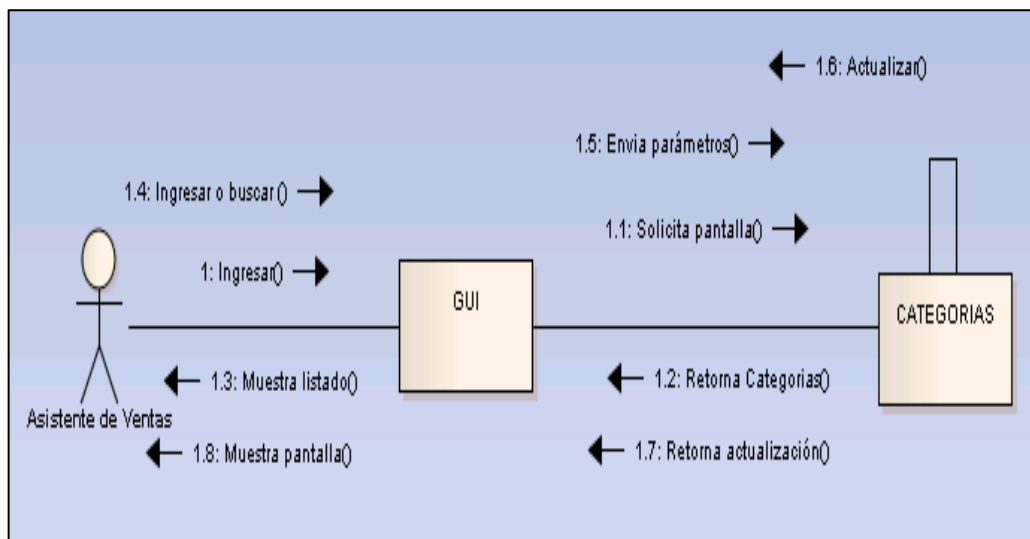 1.6: Actualizar()
1.5: Envia parámetros()
1.4: Ingresar o buscar ()
1.1: Solicita pantalla()
1: Ingresar()
GUI
CATEGORIAS
1.3: Muestra listado()
1.2: Retorna Categorias()
Asistente de Ventas
1.8: Muestra pantalla()
1.7: Retorna actualización()